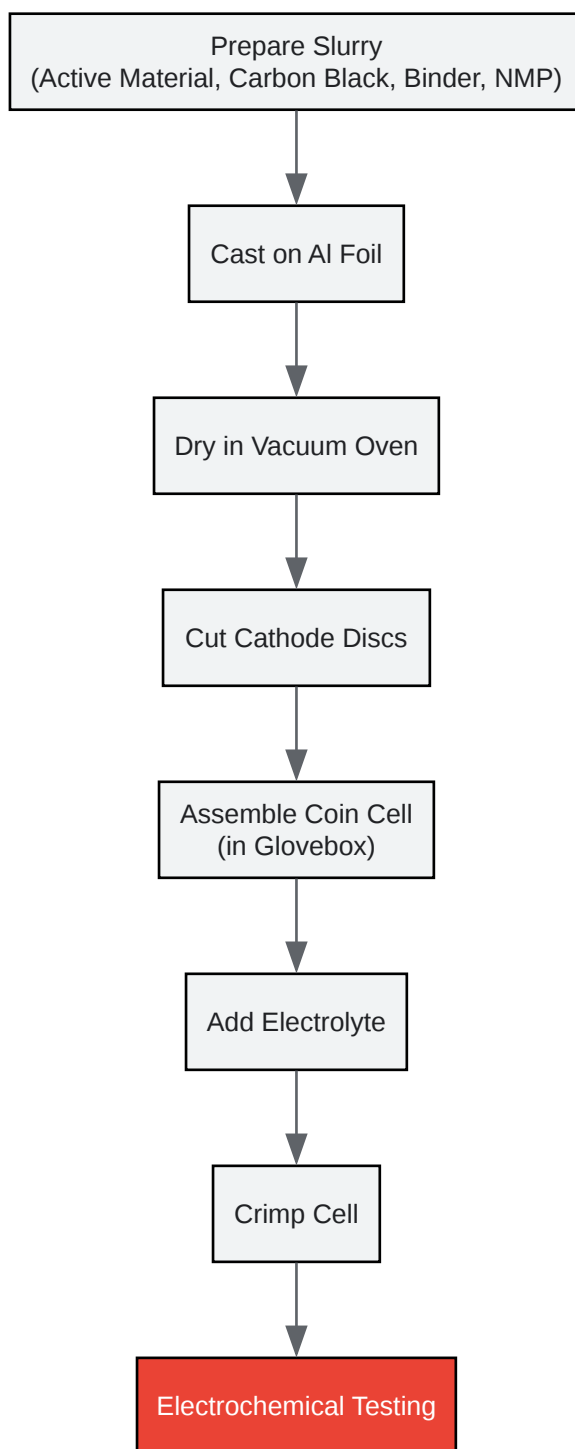 Prepare Slurry
(Active Material, Carbon Black, Binder, NMP)
Cast on Al Foil
Dry in Vacuum Oven
Cut Cathode Discs
Assemble Coin Cell
(in Glovebox)
Add Electrolyte
Crimp Cell
Electrochemical Testing